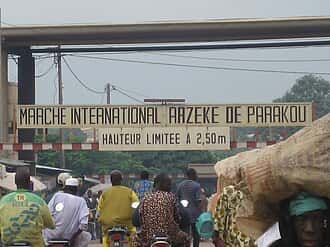 MARCHE INTERNATIONAL ARZEKE DE PARAKOU
HAUTEUR LIMITEE A 2,50m